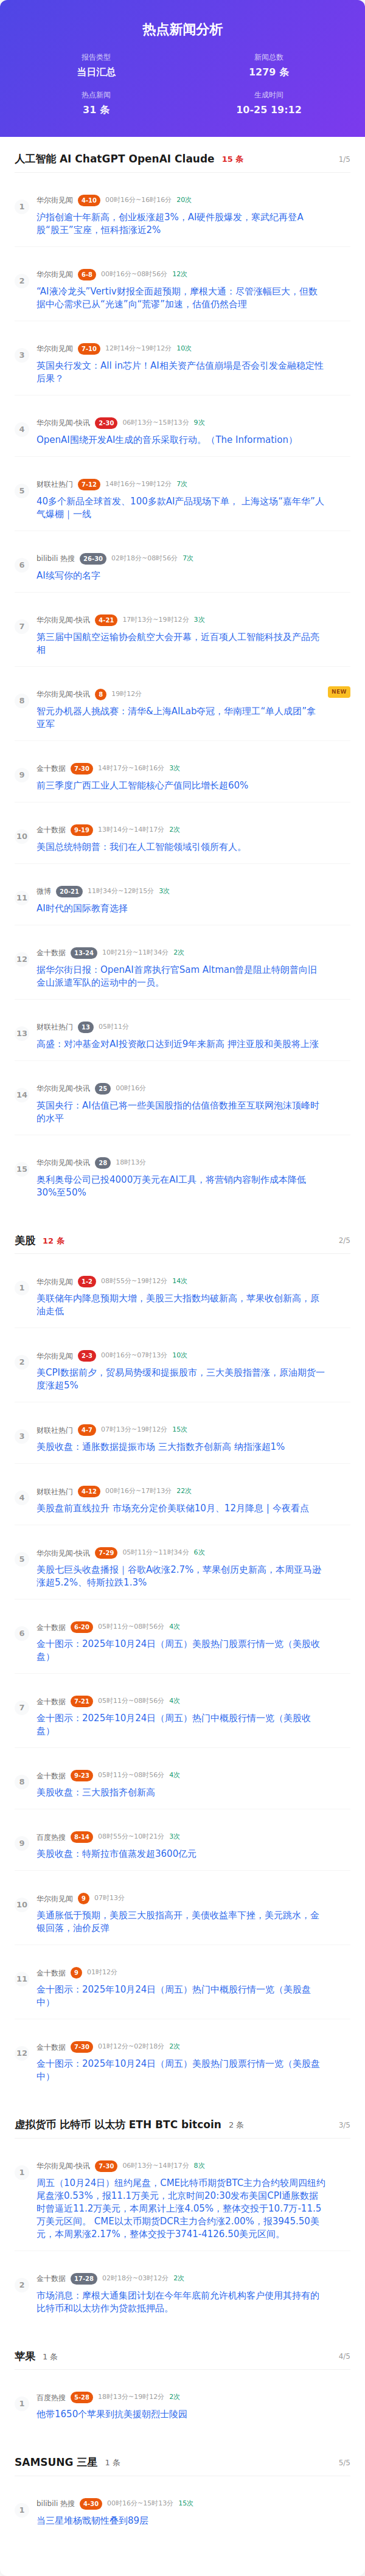 热点新闻分析
报告类型
新闻总数
当日汇总
1279 条
热点新闻
生成时间
31 条
10-25 19:12
人工智能 AI ChatGPT OpenAI Claude 15 条 1/5
1 华尔街见闻 4-10 00时16分~16时16分 20次
沪指创逾十年新高，创业板涨超3%，AI硬件股爆发，寒武纪再登A
股“股王”宝座，恒科指涨近2%
2 华尔街见闻 6-8 00时16分~08时56分 12次
“AI液冷龙头”Vertiv财报全面超预期，摩根大通：尽管涨幅巨大，但数
据中心需求已从“光速”向“荒谬”加速，估值仍然合理
3 华尔街见闻 7-10 12时14分~19时12分 10次
英国央行发文：All in芯片！AI相关资产估值崩塌是否会引发金融稳定性
后果？
4 华尔街见闻-快讯 2-30 06时13分~15时13分 9次
OpenAI围绕开发AI生成的音乐采取行动。（The Information）
5 财联社热门 7-12 14时16分~19时12分 7次
40多个新品全球首发、100多款AI产品现场下单， 上海这场“嘉年华”人
气爆棚｜一线
6 bilibili 热搜 26-30 02时18分~08时56分 7次
AI续写你的名字
7 华尔街见闻-快讯 4-21 17时13分~19时12分 3次
第三届中国航空运输协会航空大会开幕，近百项人工智能科技及产品亮
相
8 华尔街见闻-快讯 8 19时12分 NEW
智元办机器人挑战赛：清华&上海AILab夺冠，华南理工“单人成团”拿
亚军
9 金十数据 7-30 14时17分~16时16分 3次
前三季度广西工业人工智能核心产值同比增长超60%
10 金十数据 9-19 13时14分~14时17分 2次
美国总统特朗普：我们在人工智能领域引领所有人。
11 微博 20-21 11时34分~12时15分 3次
AI时代的国际教育选择
12 金十数据 13-24 10时21分~11时34分 2次
据华尔街日报：OpenAI首席执行官Sam Altman曾是阻止特朗普向旧
金山派遣军队的运动中的一员。
13 财联社热门 13 05时11分
高盛：对冲基金对AI投资敞口达到近9年来新高 押注亚股和美股将上涨
14 华尔街见闻-快讯 25 00时16分
英国央行：AI估值已将一些美国股指的估值倍数推至互联网泡沫顶峰时
的水平
15 华尔街见闻-快讯 28 18时13分
奥利奥母公司已投4000万美元在AI工具，将营销内容制作成本降低
30%至50%
美股 12 条 2/5
1 华尔街见闻 1-2 08时55分~19时12分 14次
美联储年内降息预期大增，美股三大指数均破新高，苹果收创新高，原
油走低
2 华尔街见闻 2-3 00时16分~07时13分 10次
美CPI数据前夕，贸易局势缓和提振股市，三大美股指普涨，原油期货一
度涨超5%
3 财联社热门 4-7 07时13分~19时12分 15次
美股收盘：通胀数据提振市场 三大指数齐创新高 纳指涨超1%
4 财联社热门 4-12 00时16分~17时13分 22次
美股盘前直线拉升 市场充分定价美联储10月、12月降息 | 今夜看点
5 华尔街见闻-快讯 7-29 05时11分~11时34分 6次
美股七巨头收盘播报｜谷歌A收涨2.7%，苹果创历史新高，本周亚马逊
涨超5.2%、特斯拉跌1.3%
6 金十数据 6-20 05时11分~08时56分 4次
金十图示：2025年10月24日（周五）美股热门股票行情一览（美股收
盘）
7 金十数据 7-21 05时11分~08时56分 4次
金十图示：2025年10月24日（周五）热门中概股行情一览（美股收
盘）
8 金十数据 9-23 05时11分~08时56分 4次
美股收盘：三大股指齐创新高
9 百度热搜 8-14 08时55分~10时21分 3次
美股收盘：特斯拉市值蒸发超3600亿元
10 华尔街见闻 9 07时13分
美通胀低于预期，美股三大股指高开，美债收益率下挫，美元跳水，金
银回落，油价反弹
11 金十数据 9 01时12分
金十图示：2025年10月24日（周五）热门中概股行情一览（美股盘
中）
12 金十数据 7-30 01时12分~02时18分 2次
金十图示：2025年10月24日（周五）美股热门股票行情一览（美股盘
中）
虚拟货币 比特币 以太坊 ETH BTC bitcoin 2 条 3/5
1 华尔街见闻-快讯 7-30 06时13分~14时17分 8次
周五（10月24日）纽约尾盘，CME比特币期货BTC主力合约较周四纽约
尾盘涨0.53%，报11.1万美元，北京时间20:30发布美国CPI通胀数据
时曾逼近11.2万美元，本周累计上涨4.05%，整体交投于10.7万-11.5
万美元区间。 CME以太币期货DCR主力合约涨2.00%，报3945.50美
元，本周累涨2.17%，整体交投于3741-4126.50美元区间。
2 金十数据 17-28 02时18分~03时12分 2次
市场消息：摩根大通集团计划在今年年底前允许机构客户使用其持有的
比特币和以太坊作为贷款抵押品。
苹果 1 条 4/5
1 百度热搜 5-28 18时13分~19时12分 2次
他带1650个苹果到抗美援朝烈士陵园
SAMSUNG 三星 1 条 5/5
1 bilibili 热搜 4-30 00时16分~15时13分 15次
当三星堆杨戬韧性叠到89层